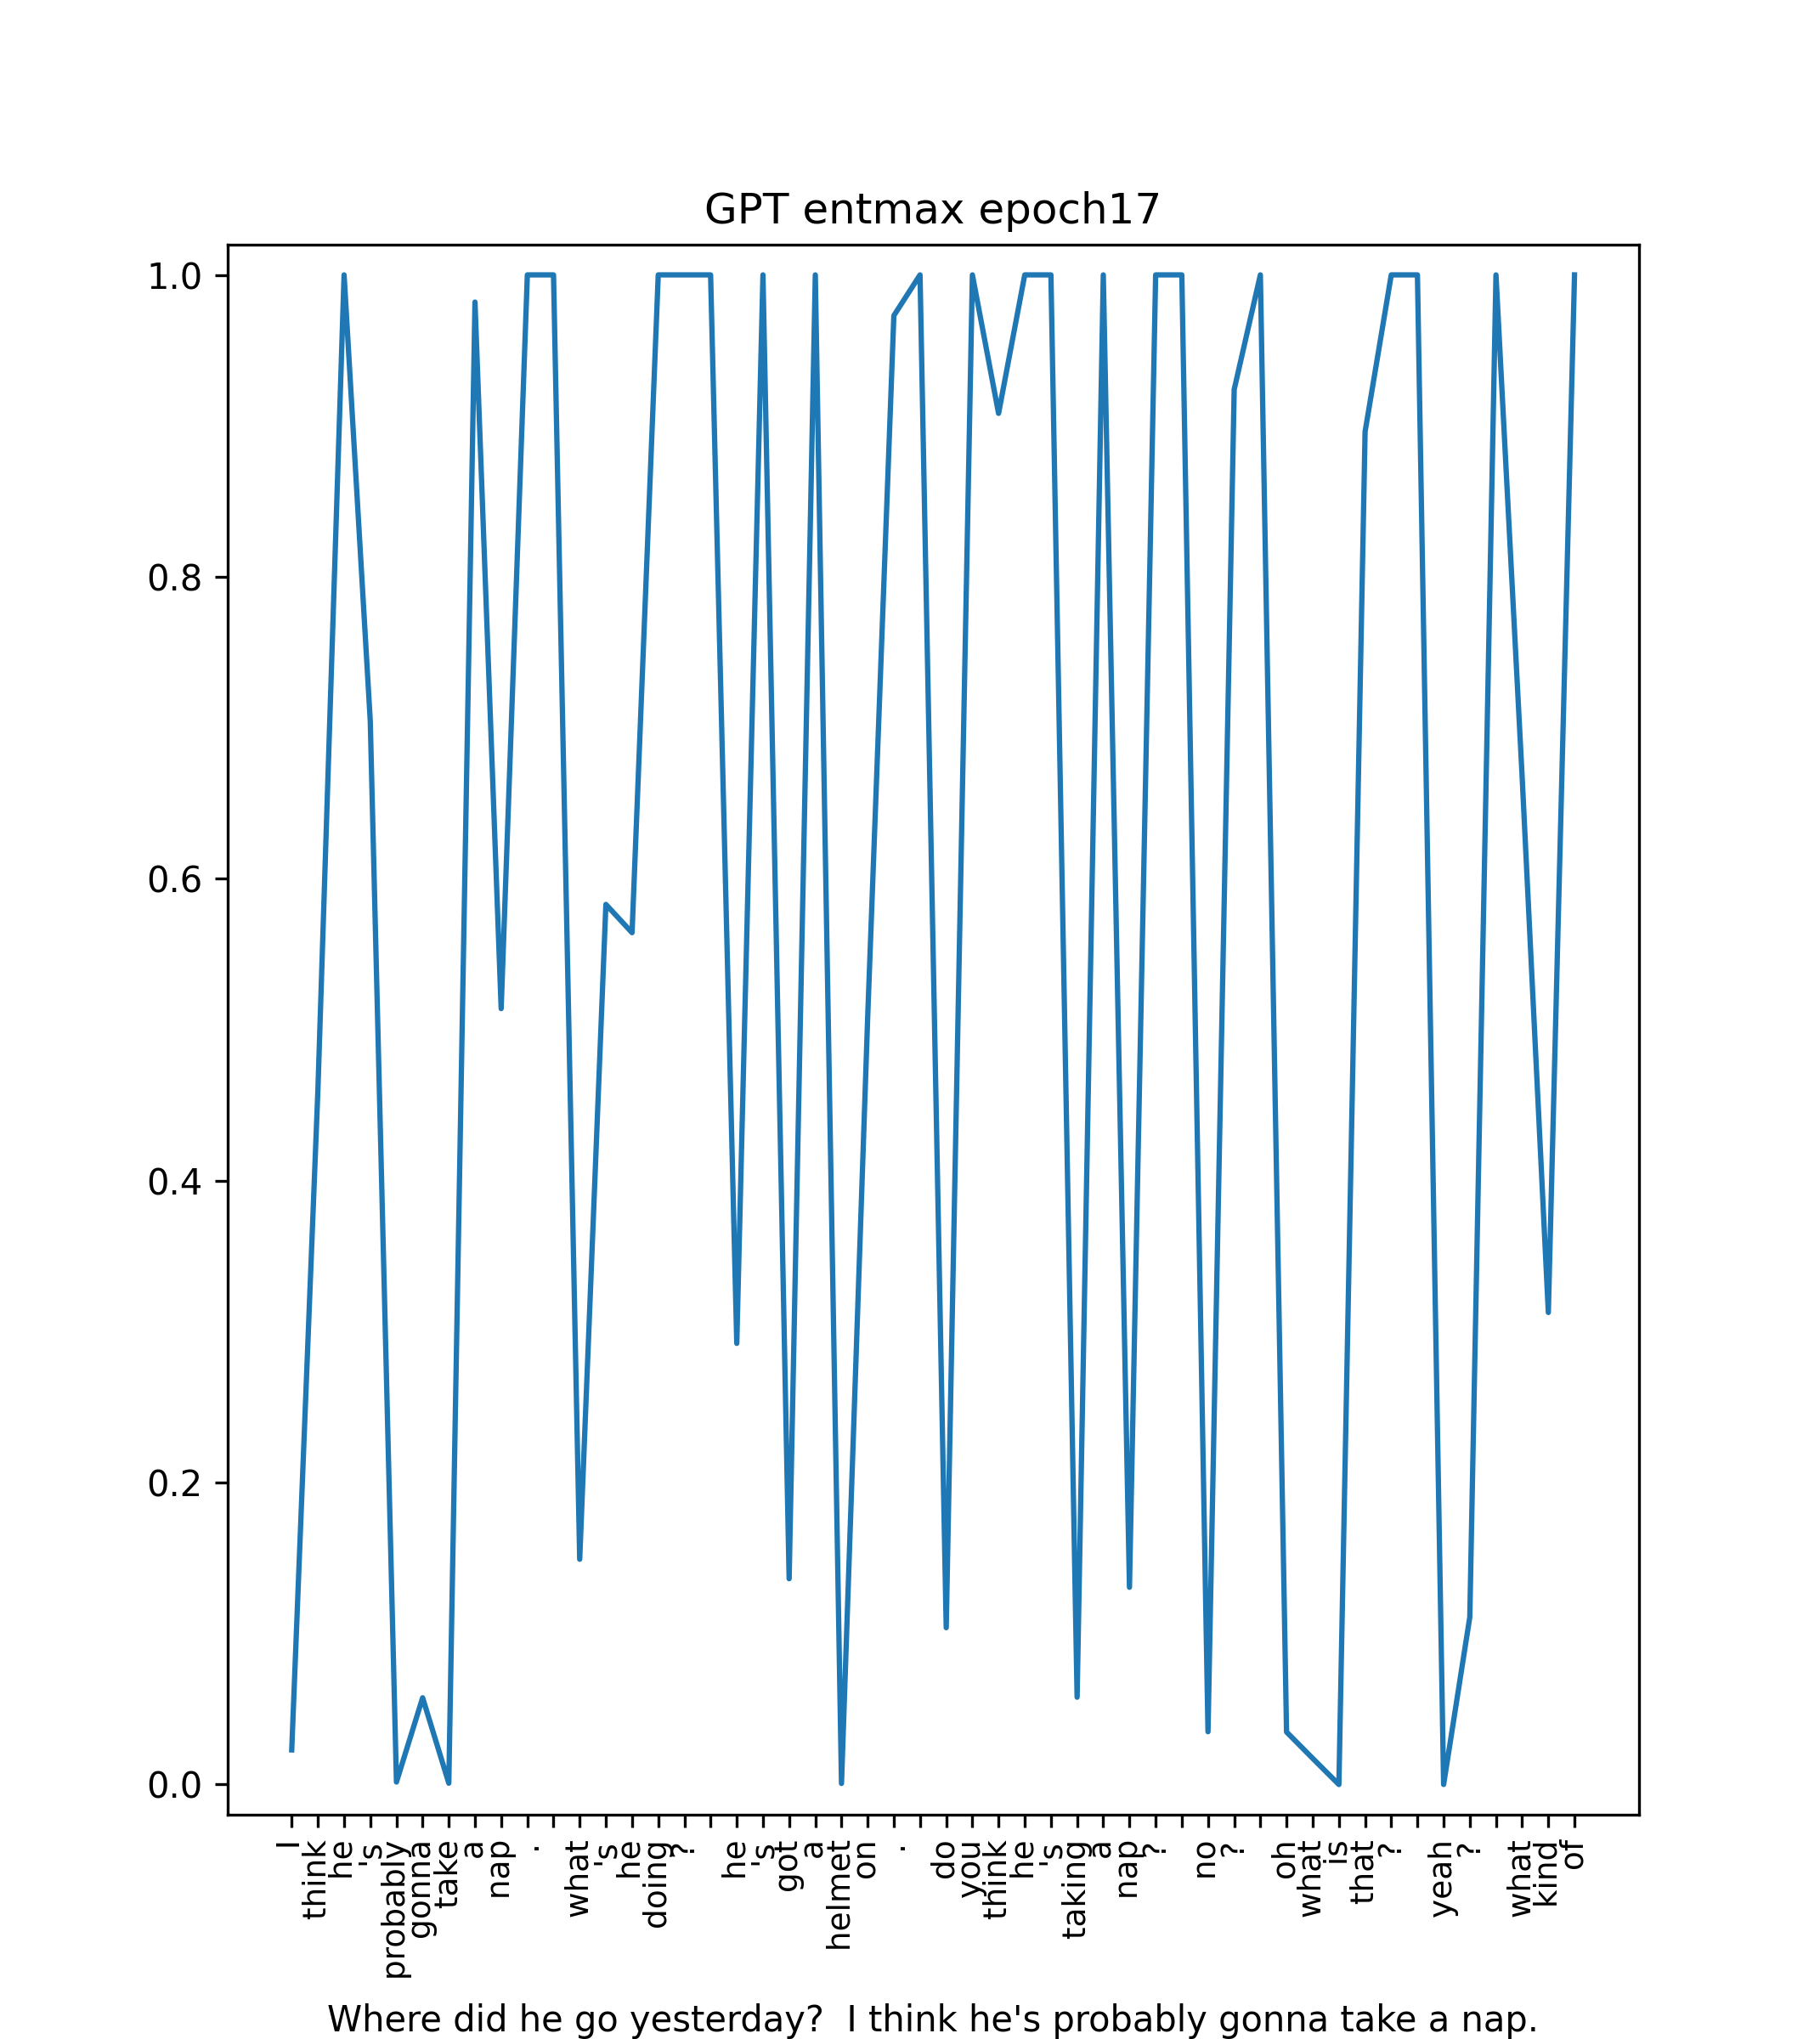 GPT entmax epoch17
1.0
0.8
0.6
0.4
0.2
0.0
I
think
he
's
probably
gonna
take
a
nap
.
what
's
he
doing
?
he
's
got
a
helmet
on
.
do
you
think
he
's
taking
a
nap
?
no
?
oh
what
is
that
?
yeah
?
what
kind
of
Where did he go yesterday?  I think he's probably gonna take a nap.